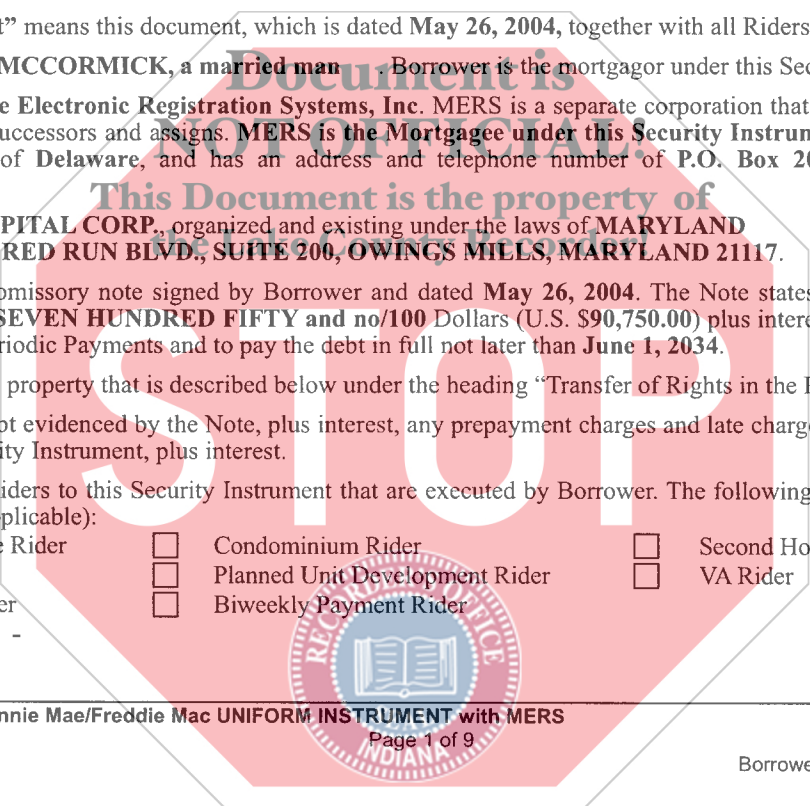 t” means this document, which is dated May 26, 2004, together with all Riders
MCCORMICK, a married man . Borrower is the mortgagor under this Sec
e Electronic Registration Systems, Inc. MERS is a separate corporation that
uccessors and assigns. MERS is the Mortgagee under this Security Instrum
of Delaware, and has an address and telephone number of P.O. Box 20
PITAL CORP., organized and existing under the laws of MARYLAND
RED RUN BLVD., SUITE 200, OWINGS MILLS, MARYLAND 21117.
omissory note signed by Borrower and dated May 26, 2004. The Note states
SEVEN HUNDRED FIFTY and no/100 Dollars (U.S. $90,750.00) plus intere
riodic Payments and to pay the debt in full not later than June 1, 2034.
property that is described below under the heading “Transfer of Rights in the P
bt evidenced by the Note, plus interest, any prepayment charges and late charg
ity Instrument, plus interest.
iders to this Security Instrument that are executed by Borrower. The following
plicable):
e Rider Condominium Rider Second Ho
Planned Unit Development Rider VA Rider
er Biweekly Payment Rider
-
nnie Mae/Freddie Mac UNIFORM INSTRUMENT with MERS
Page 1 of 9
Borrowe
Document is
NOT OFFICIAL!
This Document is the property of
the Lake County Recorder!
STOP
RECORDER'S OFFICE
SEAL
INDIANA